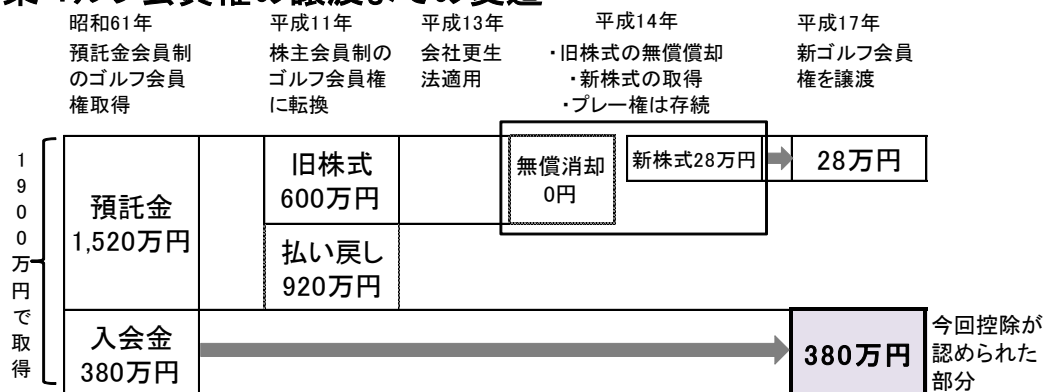 昭和61年
預託金会員制
のゴルフ会員
権取得
平成11年
株主会員制の
ゴルフ会員権
に転換
平成13年
会社更生
法適用
平成14年
・旧株式の無償償却
・新株式の取得
・プレー権は存続
平成17年
新ゴルフ会員
権を譲渡
1900万円で取得
預託金
1,520万円
旧株式
600万円
払い戻し
920万円
無償消却
0円
新株式28万円
28万円
入会金
380万円
380万円
今回控除が
認められた
部分